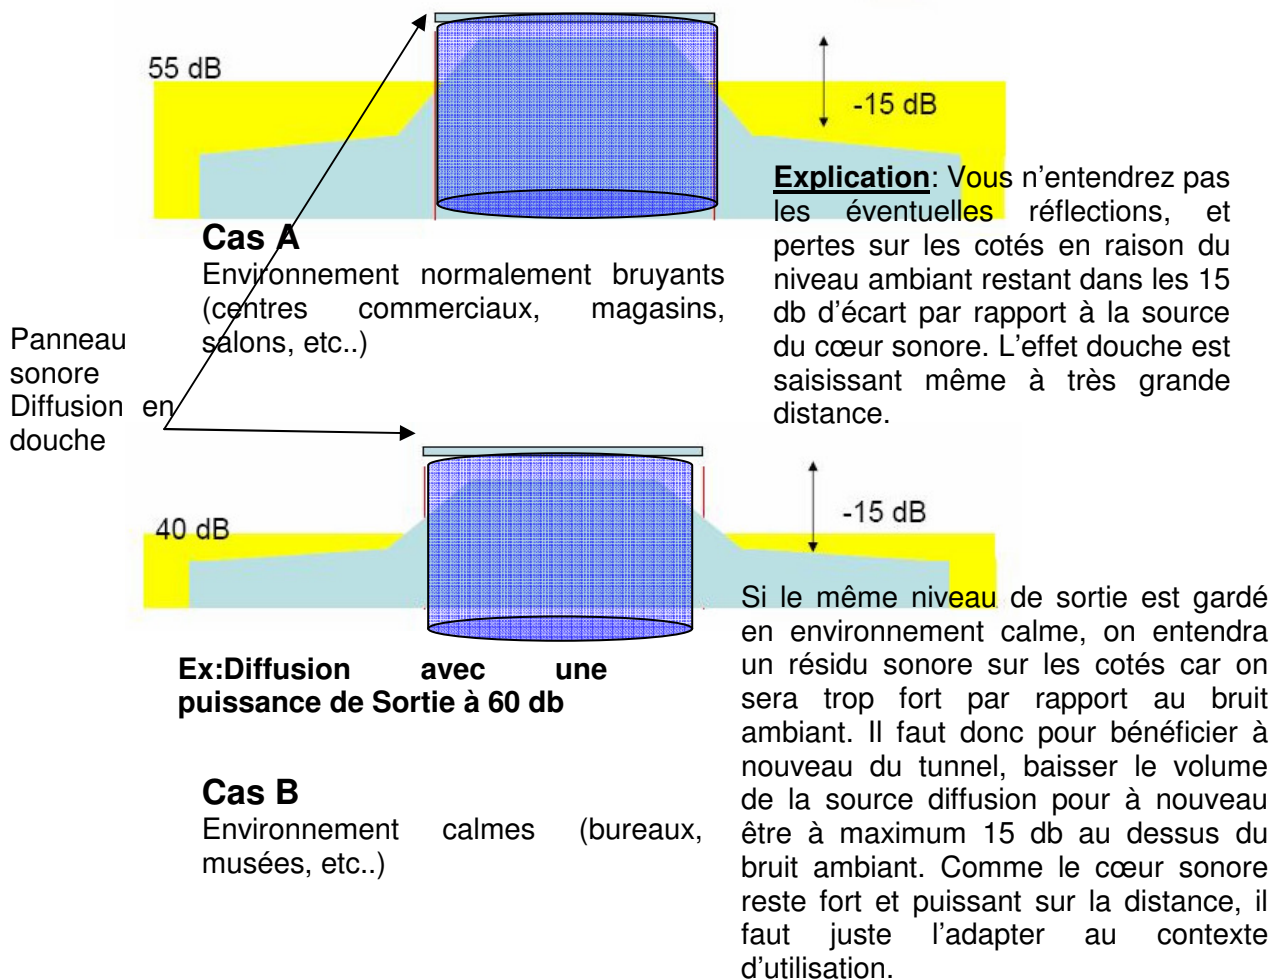 55 dB
-15 dB
Explication: Vous n’entendrez pas
les éventuelles réflections, et
pertes sur les cotés en raison du
niveau ambiant restant dans les 15
db d’écart par rapport à la source
du cœur sonore. L’effet douche est
saisissant même à très grande
distance.
Cas A
Environnement normalement bruyants
(centres commerciaux, magasins,
salons, etc..)
Panneau
sonore
Diffusion en
douche
40 dB
-15 dB
Ex:Diffusion avec une
puissance de Sortie à 60 db
Cas B
Environnement calmes (bureaux,
musées, etc..)
Si le même niveau de sortie est gardé
en environnement calme, on entendra
un résidu sonore sur les cotés car on
sera trop fort par rapport au bruit
ambiant. Il faut donc pour bénéficier à
nouveau du tunnel, baisser le volume
de la source diffusion pour à nouveau
être à maximum 15 db au dessus du
bruit ambiant. Comme le cœur sonore
reste fort et puissant sur la distance, il
faut juste l’adapter au contexte
d’utilisation.